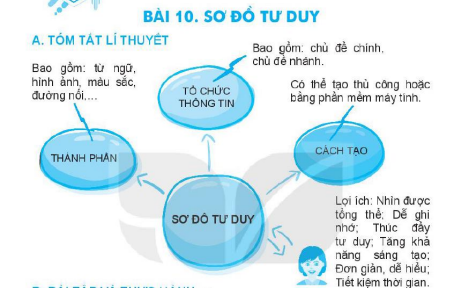 BÀI 10. SƠ ĐỒ TƯ DUY
A. TÓM TẮT LÍ THUYẾT
Bao gồm: từ ngữ,
hình ảnh, màu sắc,
đường nối,...
TỔ CHỨC
THÔNG TIN
Bao gồm: chủ đề chính,
chủ đề nhánh.
Có thể tạo thủ công hoặc
bằng phần mềm máy tính.
THÀNH PHẦN
CÁCH TẠO
SƠ ĐỒ TƯ DUY
Lợi ích: Nhìn được
tổng thể; Dễ ghi
nhớ; Thúc đẩy
tư duy; Tăng khả
năng sáng tạo;
Đơn giản, dễ hiểu;
Tiết kiệm thời gian.